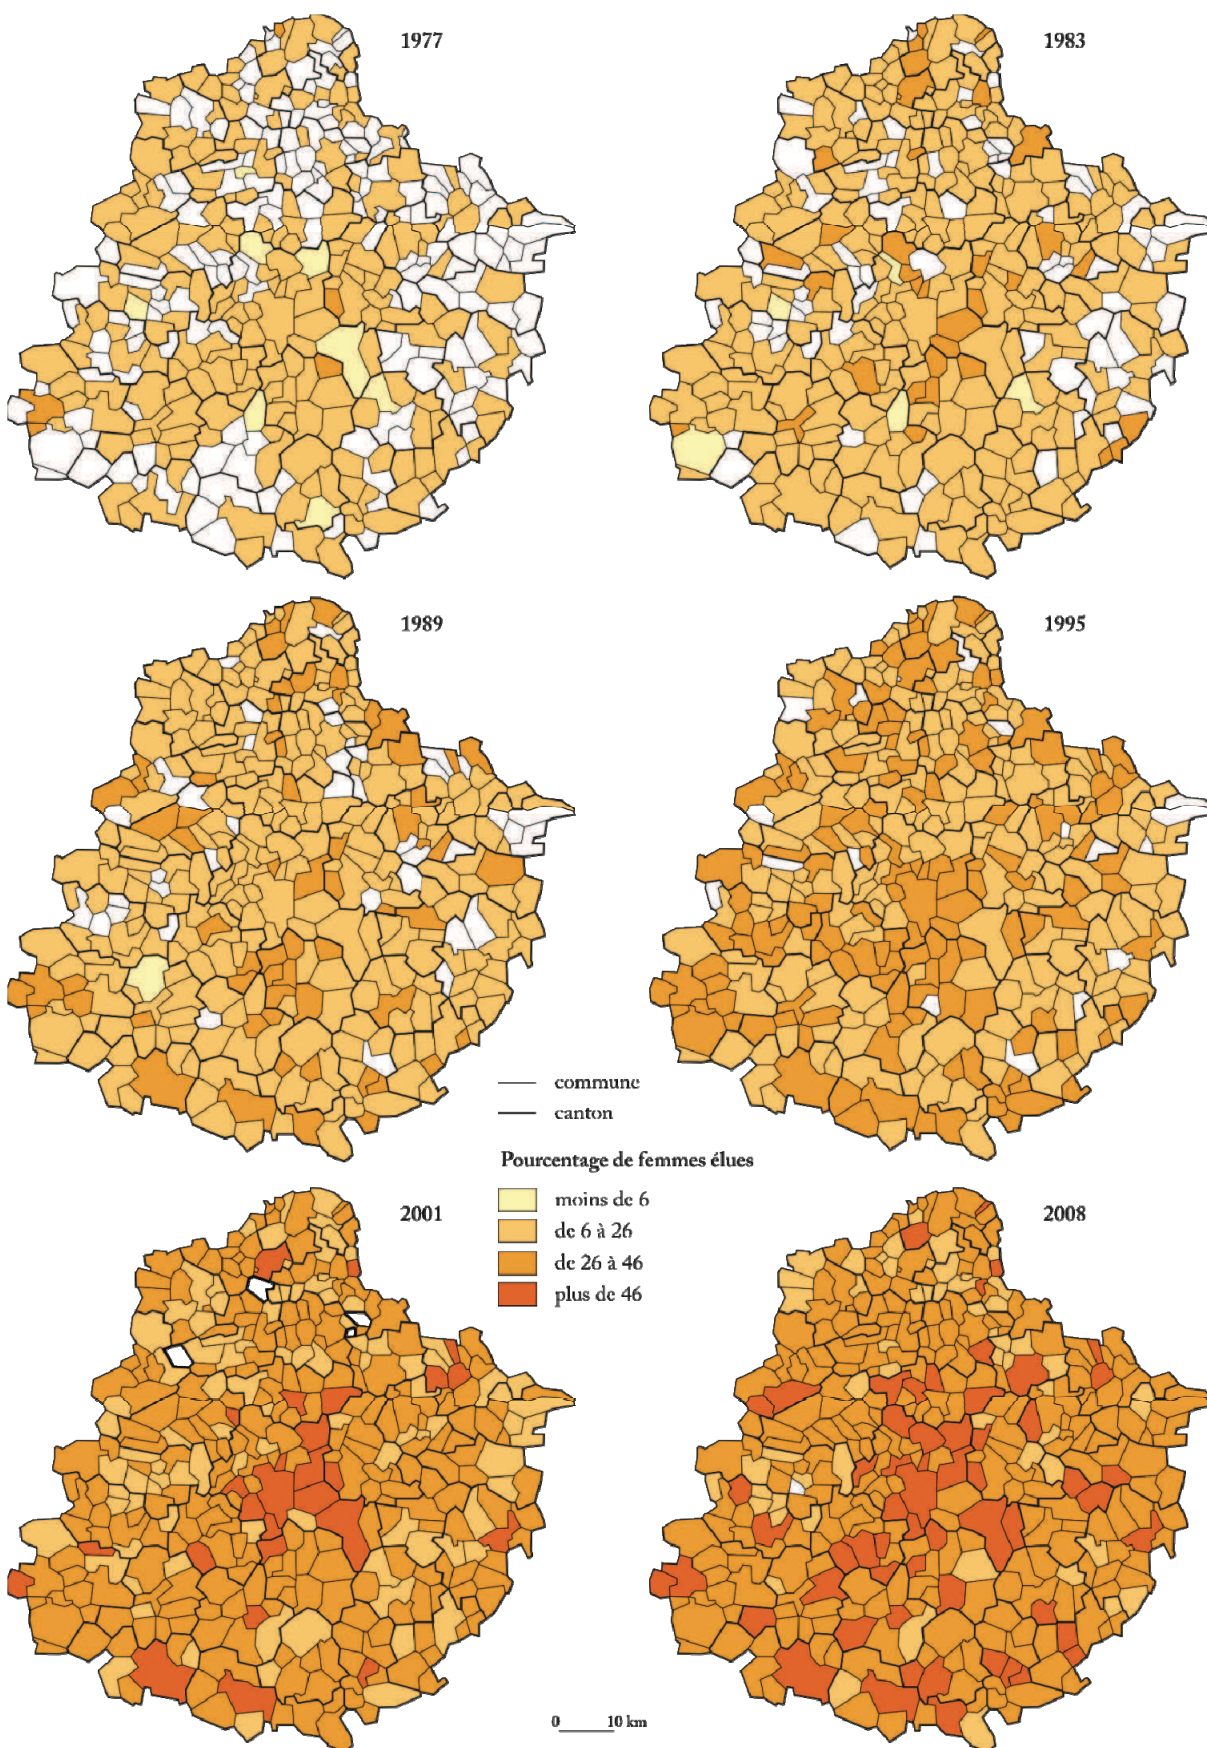 1977
1983
1989
1995
commune
canton
Pourcentage de femmes élues
moins de 6
de 6 à 26
de 26 à 46
plus de 46
2001
2008
0 10 km